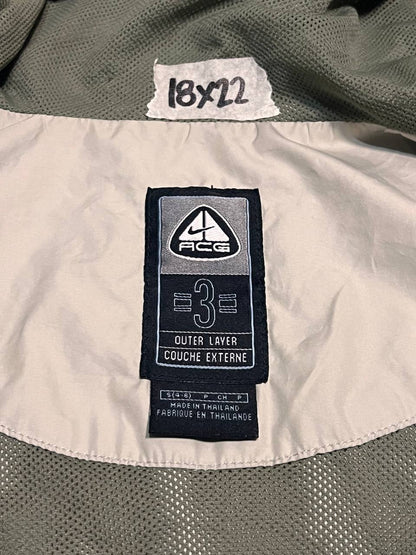 18X22
ACG
3
OUTER LAYER
COUCHE EXTERNE
S(4-6) P CH P
MADE IN THAILAND
FABRIQUE EN THAILANDE